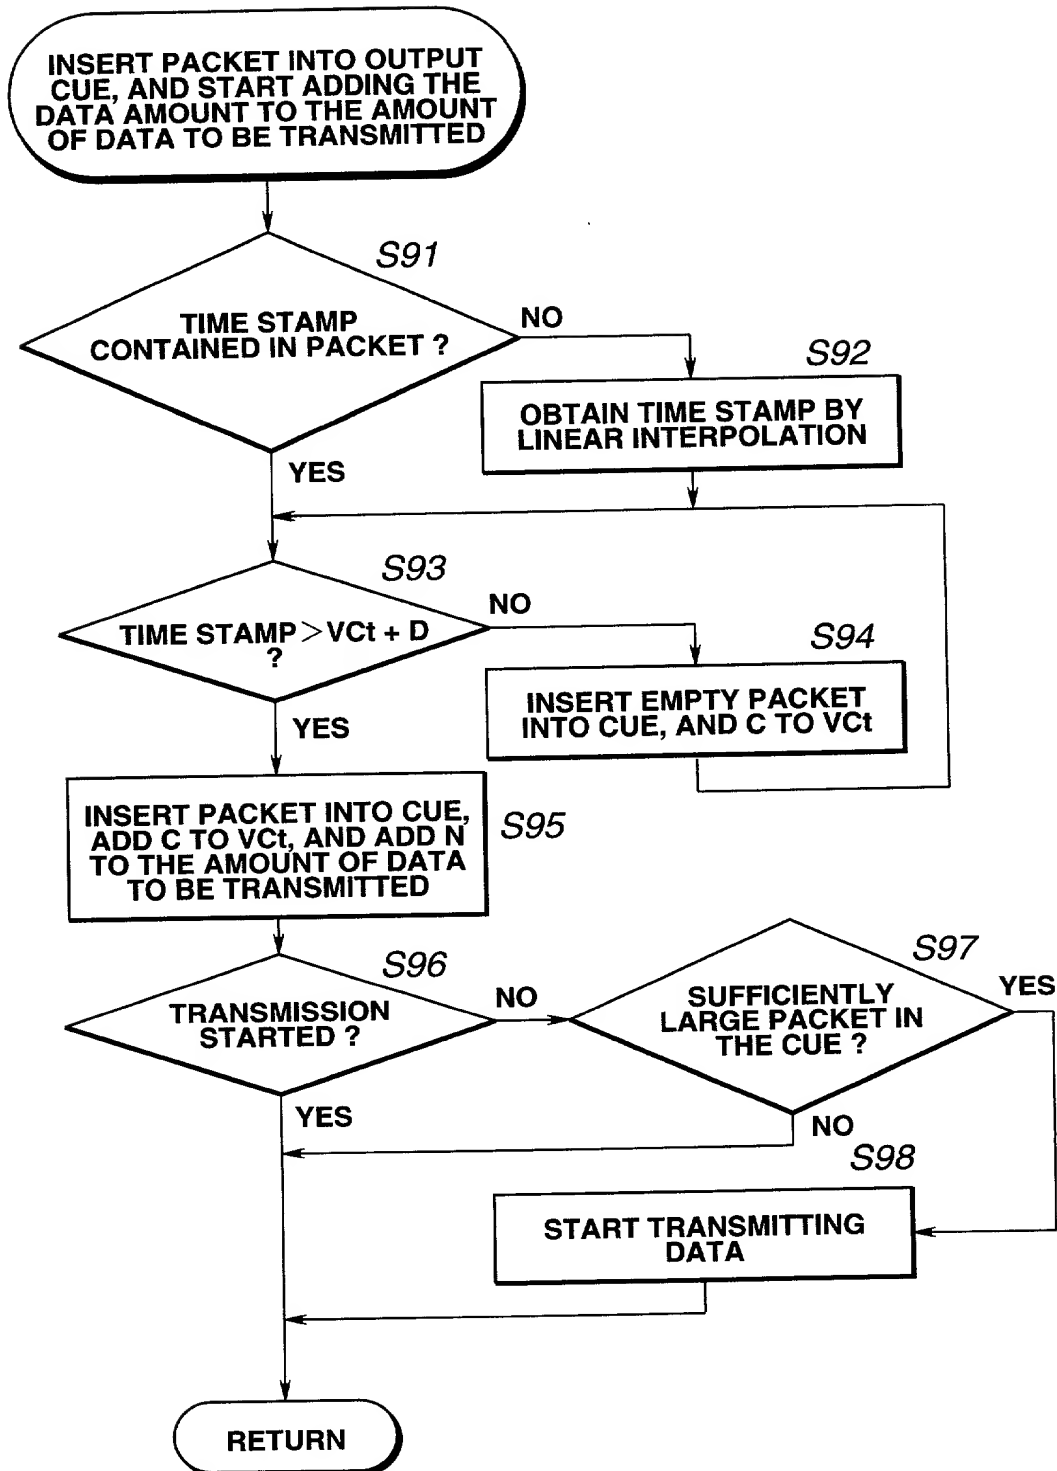 INSERT PACKET INTO OUTPUT
CUE, AND START ADDING THE
DATA AMOUNT TO THE AMOUNT
OF DATA TO BE TRANSMITTED
S91
TIME STAMP
CONTAINED IN PACKET ?
NO
S92
OBTAIN TIME STAMP BY
LINEAR INTERPOLATION
YES
S93
TIME STAMP > VCt + D
?
NO
S94
INSERT EMPTY PACKET
INTO CUE, AND C TO VCt
YES
INSERT PACKET INTO CUE,
ADD C TO VCt, AND ADD N
TO THE AMOUNT OF DATA
TO BE TRANSMITTED
S95
S96
TRANSMISSION
STARTED ?
NO
S97
SUFFICIENTLY
LARGE PACKET IN
THE CUE ?
YES
YES
NO
S98
START TRANSMITTING
DATA
RETURN